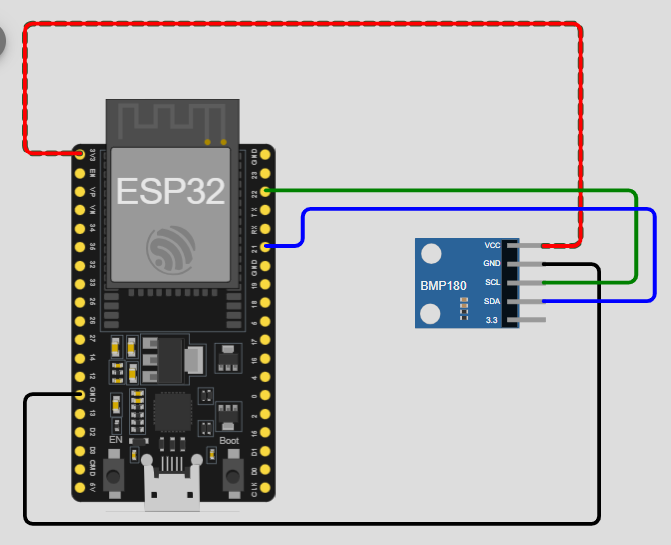 ESP32
3V3
EN
VP
VN
34
35
32
33
25
26
27
14
12
GND
13
D2
D3
CMD
5V
GND
23
22
TX
RX
21
GND
19
18
5
17
16
4
0
2
15
D1
D0
CLK
EN
Boot
BMP180
VCC
GND
SCL
SDA
3.3